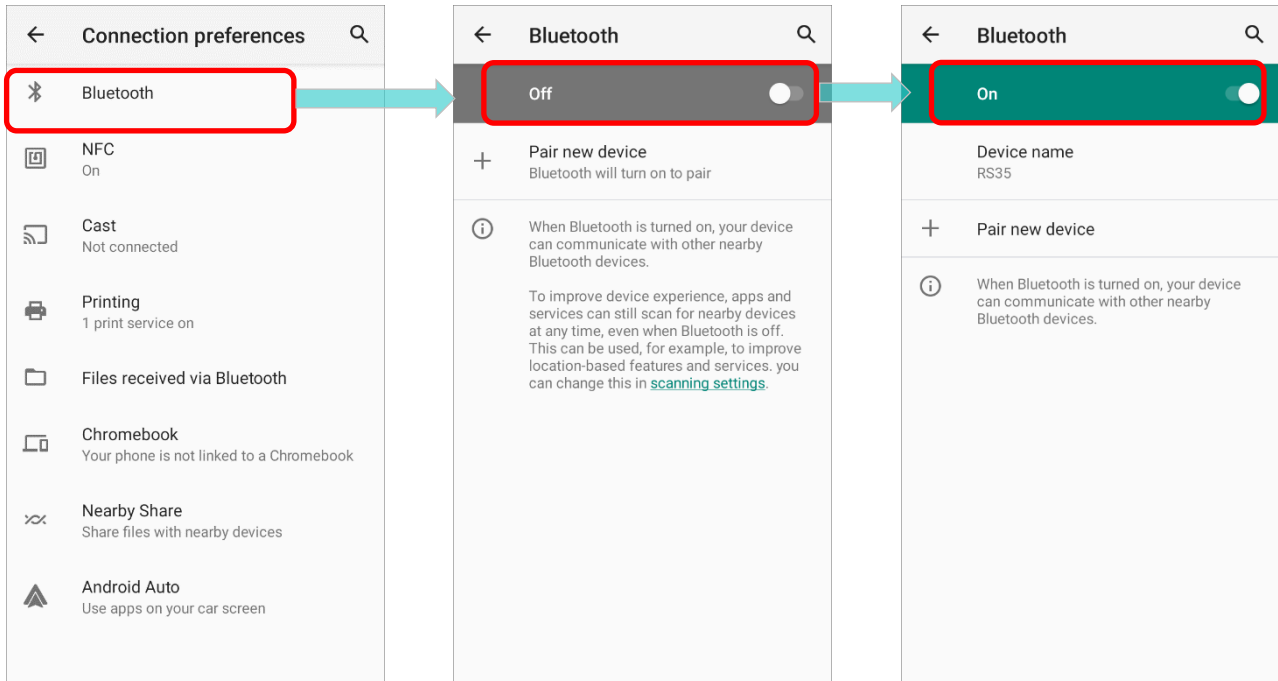 Connection preferences
Bluetooth
NFC
On
Cast
Not connected
Printing
1 print service on
Files received via Bluetooth
Chromebook
Your phone is not linked to a Chromebook
Nearby Share
Share files with nearby devices
Android Auto
Use apps on your car screen
Bluetooth
Off
Pair new device
Bluetooth will turn on to pair
When Bluetooth is turned on, your device
can communicate with other nearby
Bluetooth devices.
To improve device experience, apps and
services can still scan for nearby devices
at any time, even when Bluetooth is off.
This can be used, for example, to improve
location-based features and services. you
can change this in scanning settings.
Bluetooth
On
Device name
RS35
Pair new device
When Bluetooth is turned on, your device
can communicate with other nearby
Bluetooth devices.